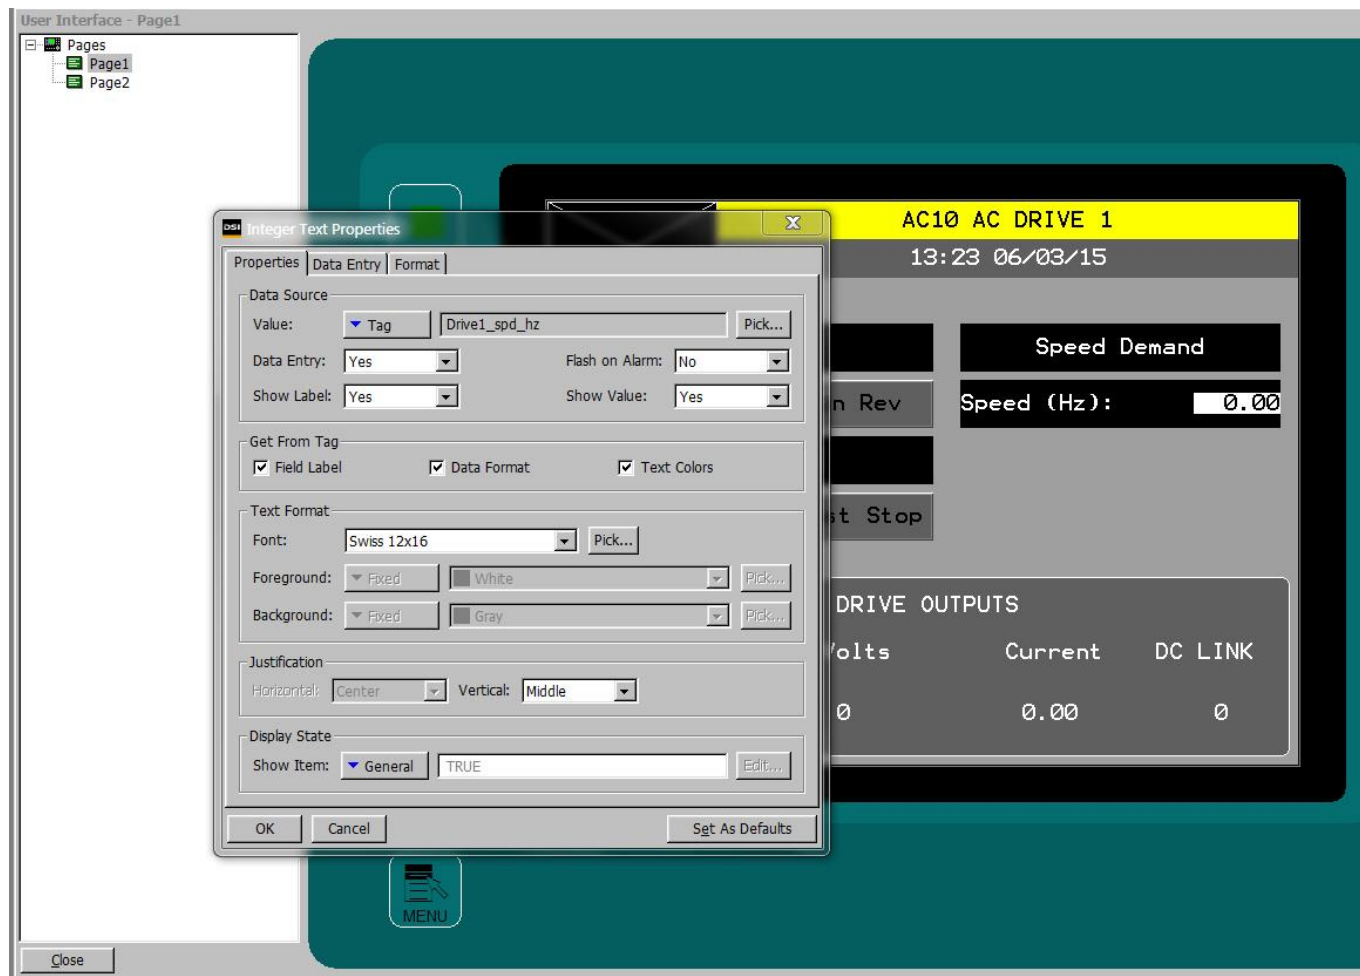 User Interface - Page1
Pages
Page1
Page2
AC10 AC DRIVE 1
13:23 06/03/15
DSI Integer Text Properties X
Properties Data Entry Format
Data Source
Value: Tag Drive1_spd_hz Pick...
Data Entry: Yes Flash on Alarm: No
Show Label: Yes Show Value: Yes
Get From Tag
Field Label Data Format Text Colors
Text Format
Font: Swiss 12x16 Pick...
Foreground: Fixed White Pick...
Background: Fixed Gray Pick...
Justification
Horizontal: Center Vertical: Middle
Display State
Show Item: General TRUE Edit...
OK Cancel Set As Defaults
Speed Demand
Rev Speed (Hz): 0.00
Stop
DRIVE OUTPUTS
Current DC LINK
0 0.00 0
MENU
Close